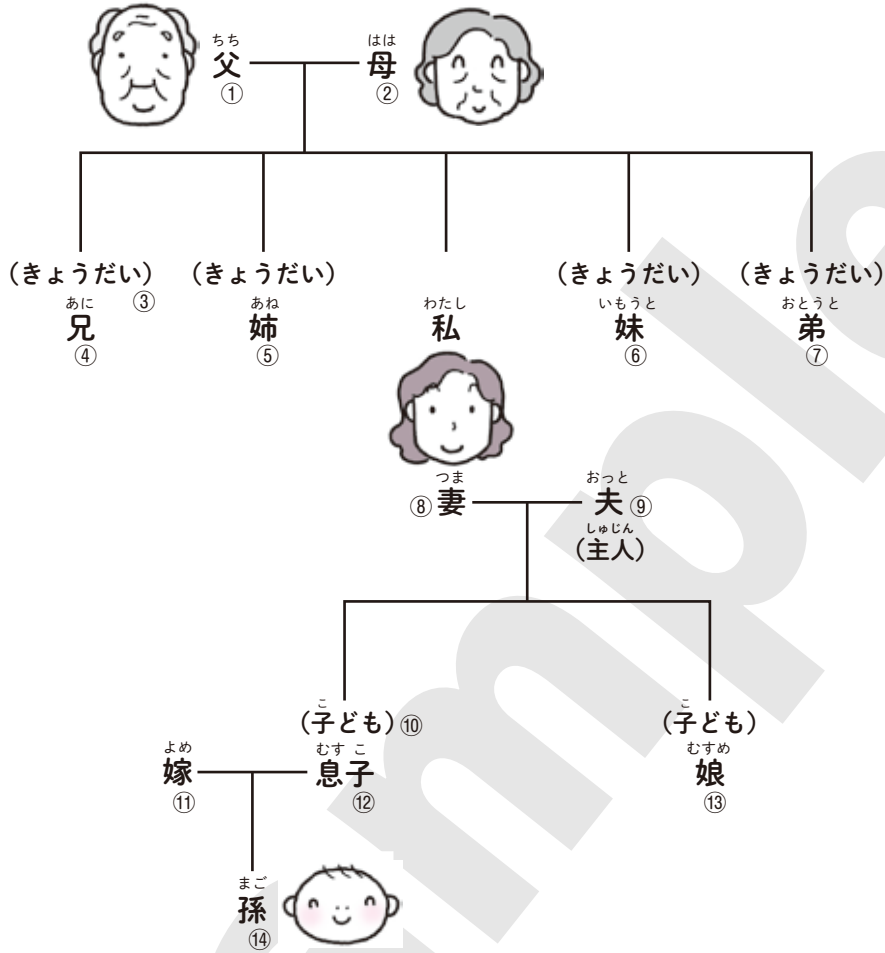 ちち はは
父 母
① ②
(きょうだい) (きょうだい) (きょうだい) (きょうだい)
③
あに あね わたし いもうと おとうと
兄 姉 私 妹 弟
④ ⑤ ⑥ ⑦
つま おっと
⑧ 妻 夫 ⑨
しゅじん
(主人)
こ こ
(子ども) ⑩ (子ども)
よめ むすこ むすめ
嫁 息子 娘
⑪ ⑫ ⑬
まご
孫
⑭